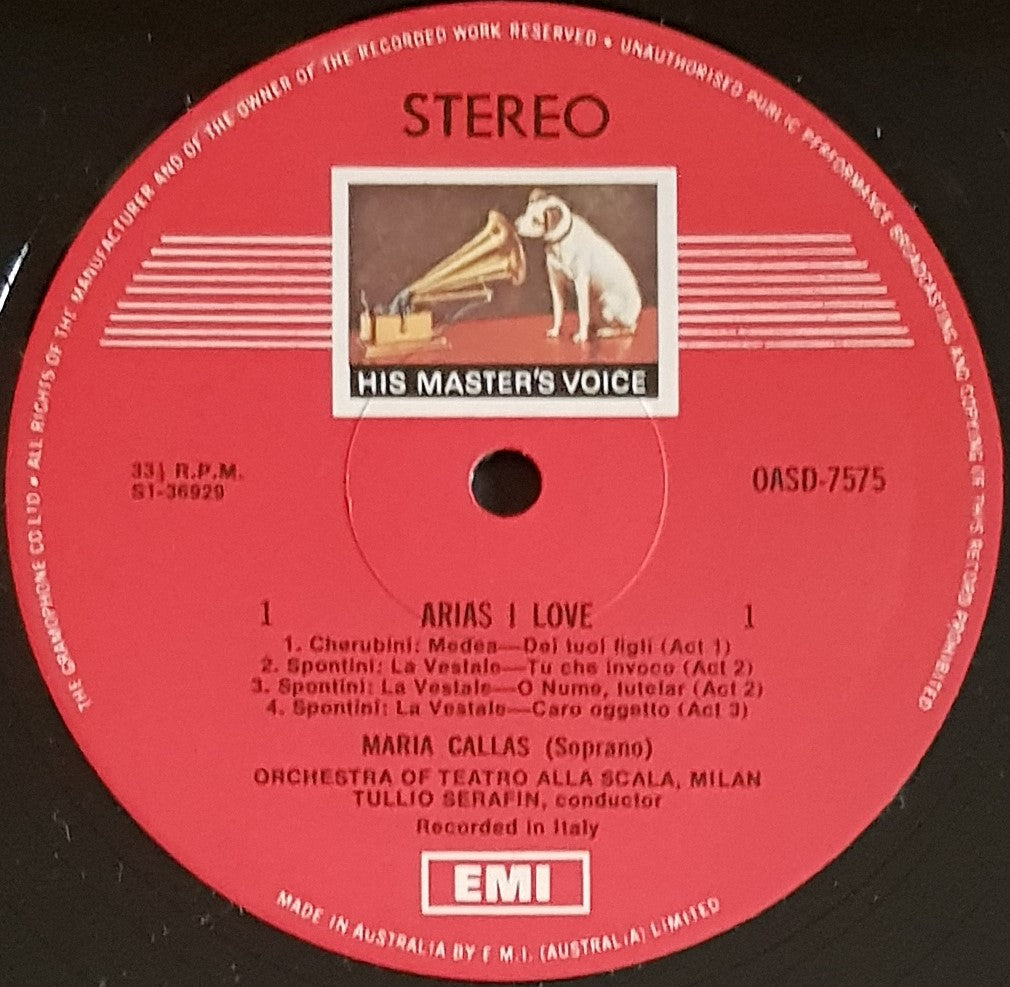 THE GRAMOPHONE CO.LTD • ALL RIGHTS OF THE MANUFACTURER AND OF THE OWNER OF THE RECORDED WORK RESERVED • UNAUTHORISED PUBLIC PERFORMANCE BROADCASTING AND COPYING OF THIS RECORD PROHIBITED
STEREO
HIS MASTER'S VOICE
33⅓ R.P.M.
S1-36929
OASD-7575
1 ARIAS I LOVE 1
1. Cherubini: Medea—Dei tuoi figli (Act 1)
2. Spontini: La Vestale—Tu che invoco (Act 2)
3. Spontini: La Vestale—O Nume, tutelar (Act 2)
4. Spontini: La Vestale—Caro oggetto (Act 3)
MARIA CALLAS (Soprano)
ORCHESTRA OF TEATRO ALLA SCALA, MILAN
TULLIO SERAFIN, conductor
Recorded in Italy
EMI
MADE IN AUSTRALIA BY E.M.I. (AUSTRALIA) LIMITED